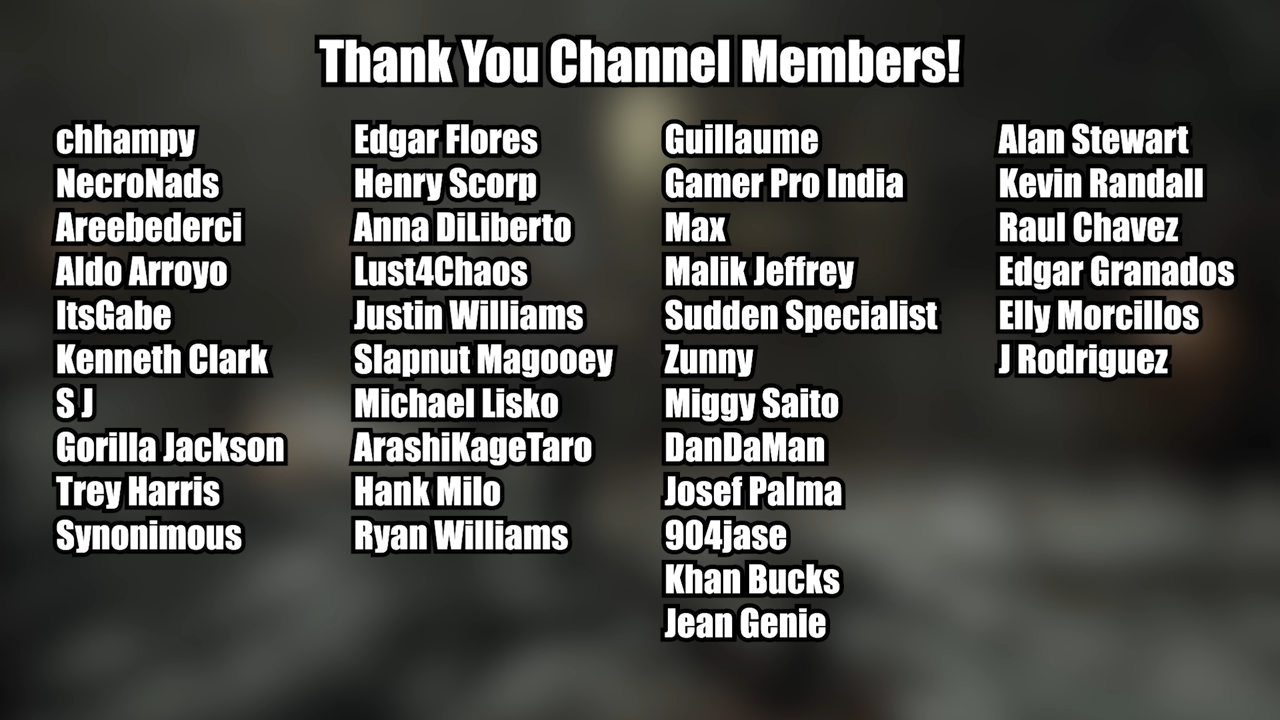 Thank You Channel Members!
chhampy
NecroNads
Areebederci
Aldo Arroyo
ItsGabe
Kenneth Clark
S J
Gorilla Jackson
Trey Harris
Synonimous
Edgar Flores
Henry Scorp
Anna DiLiberto
Lust4Chaos
Justin Williams
Slapnut Magooey
Michael Lisko
ArashiKageTaro
Hank Milo
Ryan Williams
Guillaume
Gamer Pro India
Max
Malik Jeffrey
Sudden Specialist
Zunny
Miggy Saito
DanDaMan
Josef Palma
904jase
Khan Bucks
Jean Genie
Alan Stewart
Kevin Randall
Raul Chavez
Edgar Granados
Elly Morcillos
J Rodriguez